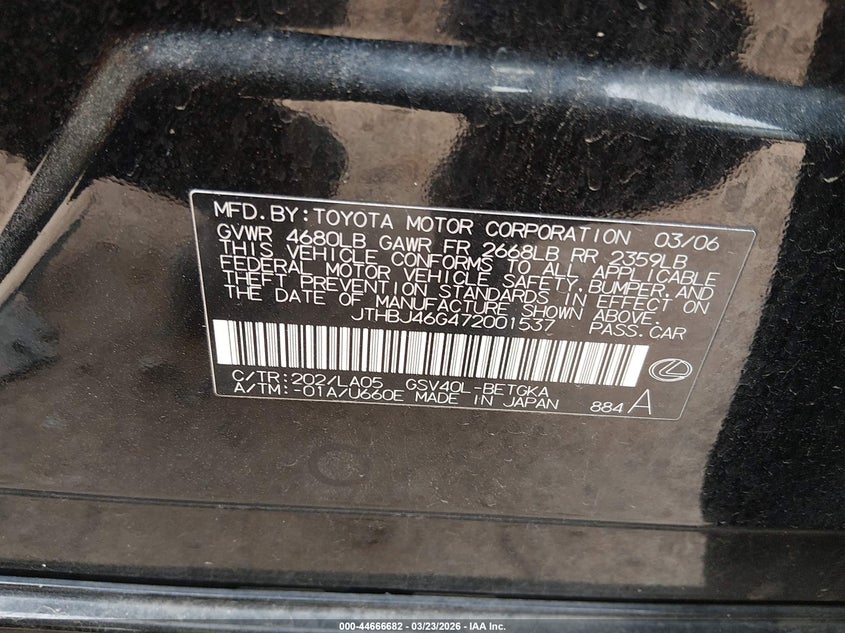 MFD.BY:TOYOTA MOTOR CORPORATION 03/06
GVWR 4680LB GAWR FR 2668LB RR 2359LB
THIS VEHICLE CONFORMS TO ALL APPLICABLE
FEDERAL MOTOR VEHICLE SAFETY,BUMPER,AND
THEFT PREVENTION STANDARDS IN EFFECT ON
THE DATE OF MANUFACTURE SHOWN ABOVE.
JTHBJ46G472001537 PASS.CAR
C/TR:202/LA05 GSV40L-BETGKA
A/TM:-01A/U660E MADE IN JAPAN 884 A
000-44666682 - 03/23/2026 - IAA Inc.